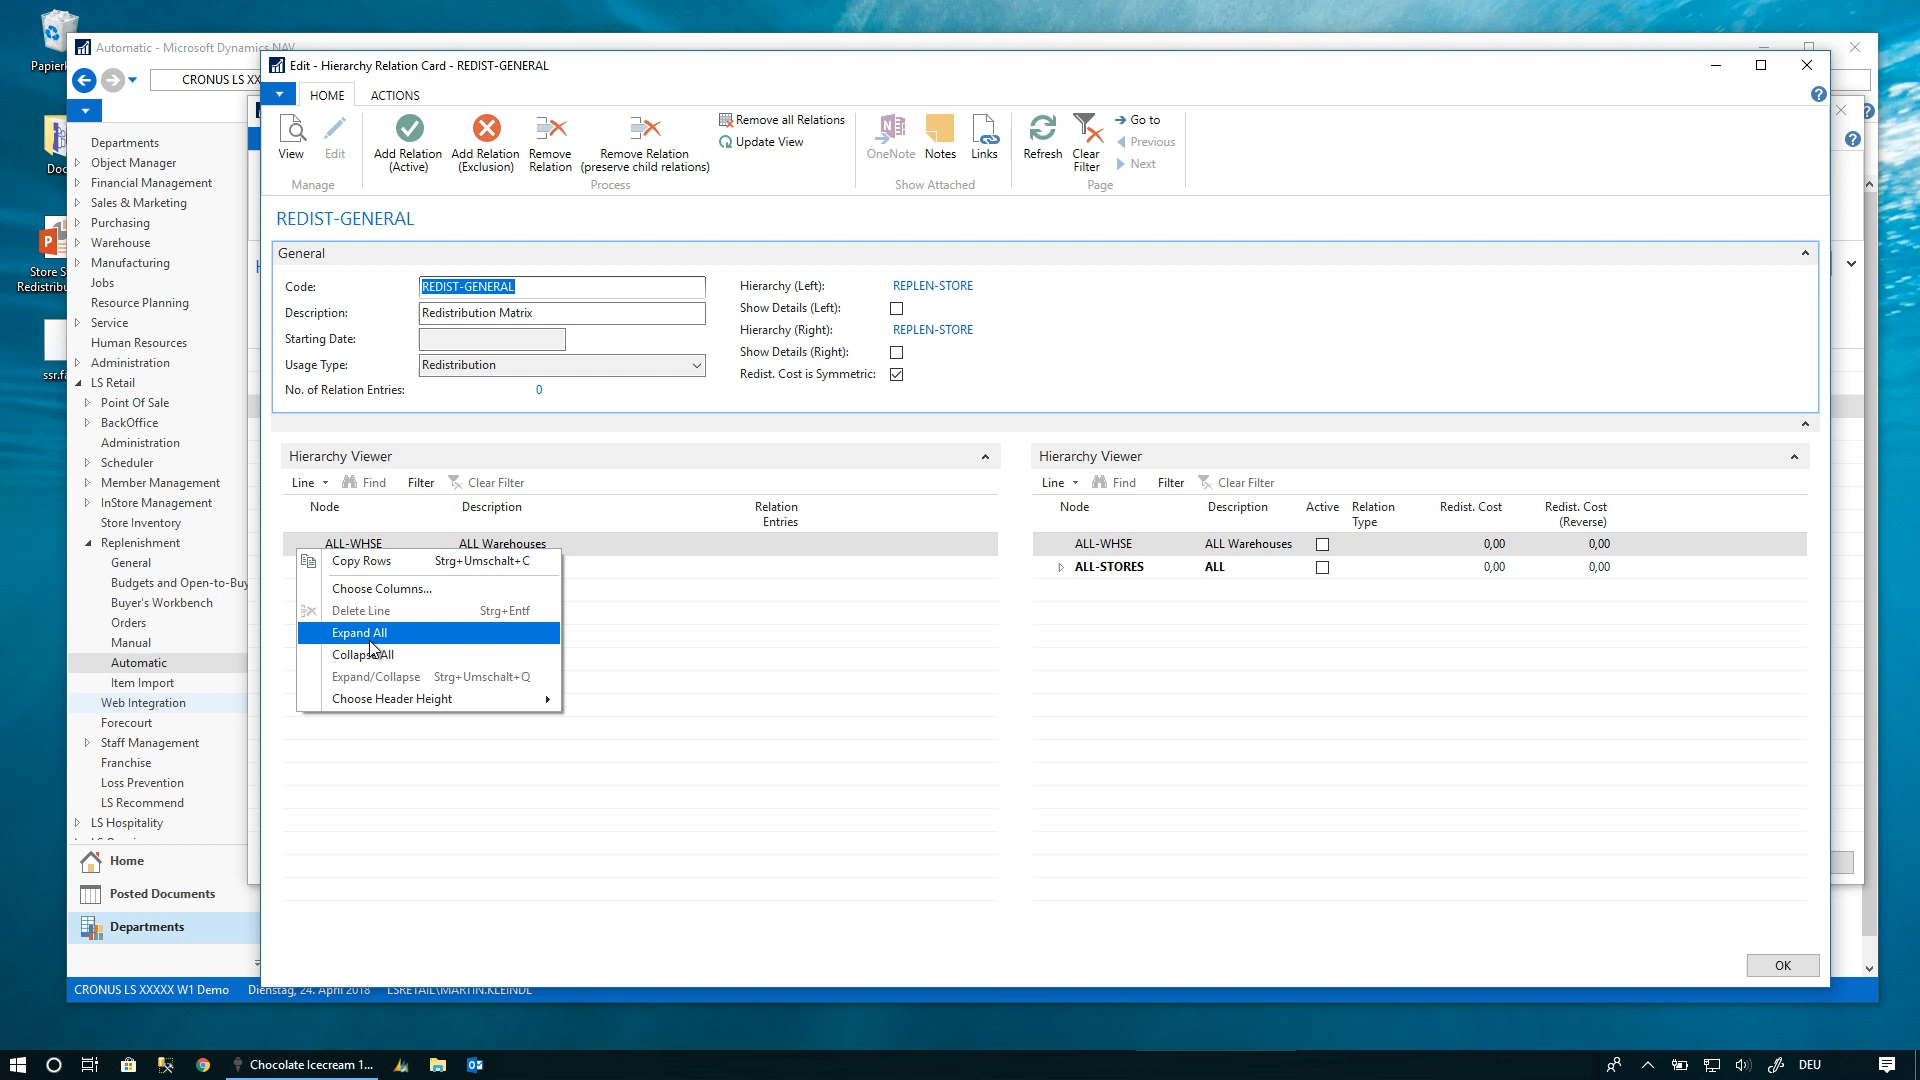 Papier
Automatic - Microsoft Dynamics NAV
CRONUS LS XX
Edit - Hierarchy Relation Card - REDIST-GENERAL
HOME
ACTIONS
View
Edit
Manage
Add Relation
(Active)
Add Relation
(Exclusion)
Remove
Relation
Remove Relation
(preserve child relations)
Remove all Relations
Update View
Process
OneNote
Notes
Links
Show Attached
Refresh
Clear
Filter
Go to
Previous
Next
Page
REDIST-GENERAL
General
Code:
REDIST-GENERAL
Description:
Redistribution Matrix
Starting Date:
Usage Type:
Redistribution
No. of Relation Entries:
0
Hierarchy (Left):
REPLEN-STORE
Show Details (Left):
Hierarchy (Right):
REPLEN-STORE
Show Details (Right):
Redist. Cost is Symmetric:
Hierarchy Viewer
Line
Find
Filter
Clear Filter
Node
Description
Relation
Entries
ALL-WHSE
ALL Warehouses
Copy Rows
Strg+Umschalt+C
Choose Columns...
Delete Line
Strg+Entf
Expand All
Collapse All
Expand/Collapse
Strg+Umschalt+Q
Choose Header Height
Hierarchy Viewer
Line
Find
Filter
Clear Filter
Node
Description
Active
Relation
Type
Redist. Cost
Redist. Cost
(Reverse)
ALL-WHSE
ALL Warehouses
0,00
0,00
ALL-STORES
ALL
0,00
0,00
OK
Doc
Store S
Redistribu
ssr.fa
Departments
Object Manager
Financial Management
Sales & Marketing
Purchasing
Warehouse
Manufacturing
Jobs
Resource Planning
Service
Human Resources
Administration
LS Retail
Point Of Sale
BackOffice
Administration
Scheduler
Member Management
InStore Management
Store Inventory
Replenishment
General
Budgets and Open-to-Buy
Buyer's Workbench
Orders
Manual
Automatic
Item Import
Web Integration
Forecourt
Staff Management
Franchise
Loss Prevention
LS Recommend
LS Hospitality
Home
Posted Documents
Departments
CRONUS LS XXXXX W1 Demo
Dienstag, 24. April 2018
LSRETAIL\MARTIN.KLEINDL
Chocolate Icecream 1...
DEU